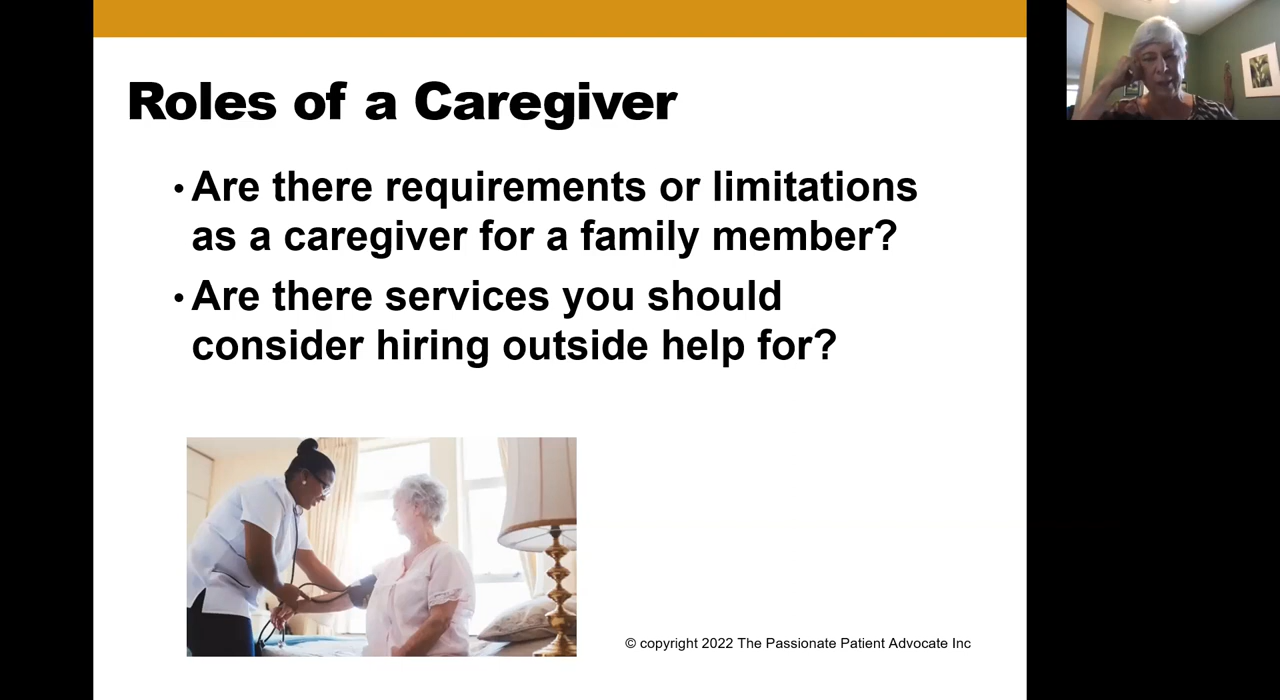 Roles of a Caregiver
• Are there requirements or limitations
as a caregiver for a family member?
• Are there services you should
consider hiring outside help for?
© copyright 2022 The Passionate Patient Advocate Inc